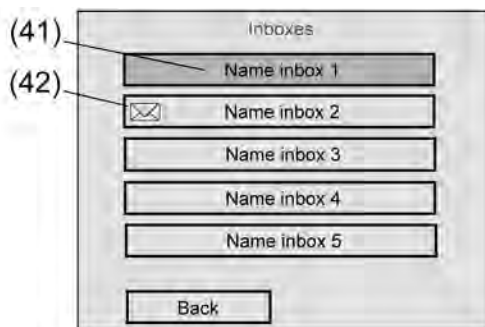 Inboxes
(41)
Name inbox 1
(42)
Name inbox 2
Name inbox 3
Name inbox 4
Name inbox 5
Back